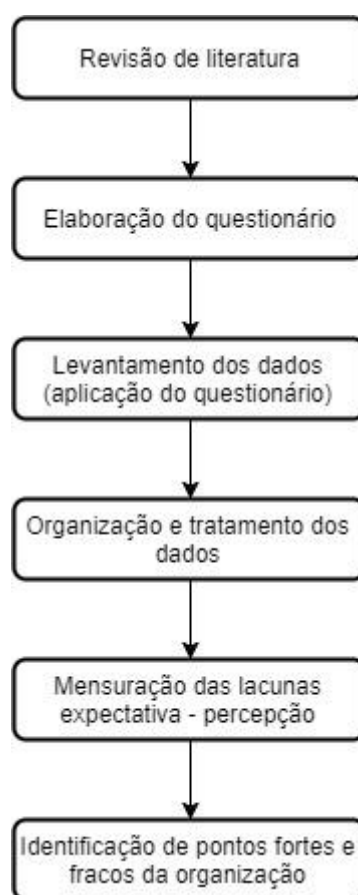 Revisão de literatura
Elaboração do questionário
Levantamento dos dados
(aplicação do questionário)
Organização e tratamento dos
dados
Mensuração das lacunas
expectativa - percepção
Identificação de pontos fortes e
fracos da organização